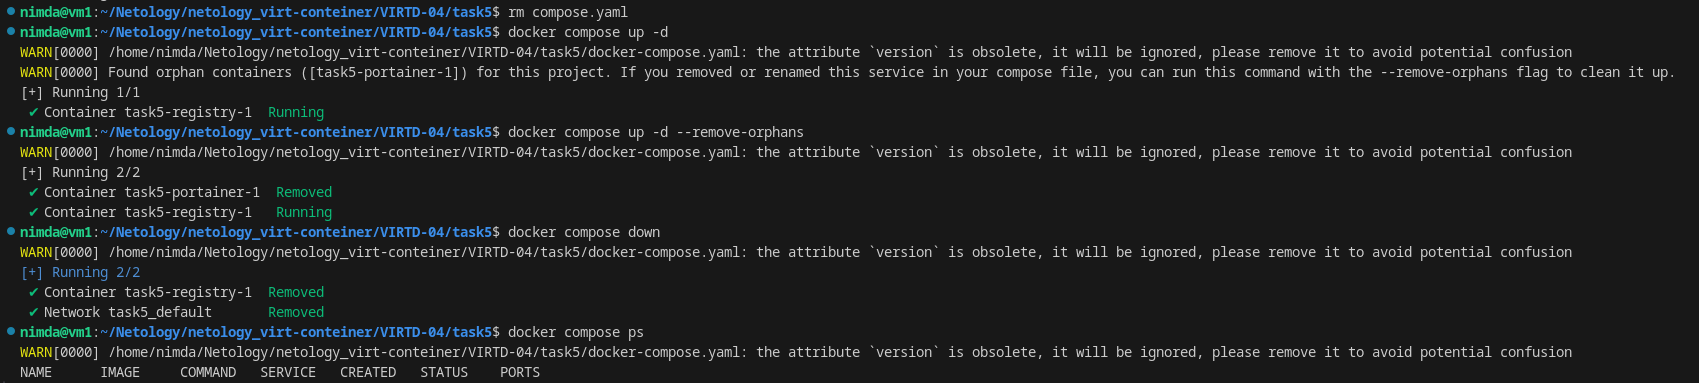 nimda@vm1:~/Netology/netology_virt-conteiner/VIRTD-04/task5$ rm compose.yaml
nimda@vm1:~/Netology/netology_virt-conteiner/VIRTD-04/task5$ docker compose up -d
WARN[0000] /home/nimda/Netology/netology_virt-conteiner/VIRTD-04/task5/docker-compose.yaml: the attribute `version` is obsolete, it will be ignored, please remove it to avoid potential confusion
WARN[0000] Found orphan containers ([task5-portainer-1]) for this project. If you removed or renamed this service in your compose file, you can run this command with the --remove-orphans flag to clean it up.
[+] Running 1/1
✔ Container task5-registry-1  Running
nimda@vm1:~/Netology/netology_virt-conteiner/VIRTD-04/task5$ docker compose up -d --remove-orphans
WARN[0000] /home/nimda/Netology/netology_virt-conteiner/VIRTD-04/task5/docker-compose.yaml: the attribute `version` is obsolete, it will be ignored, please remove it to avoid potential confusion
[+] Running 2/2
✔ Container task5-portainer-1  Removed
✔ Container task5-registry-1   Running
nimda@vm1:~/Netology/netology_virt-conteiner/VIRTD-04/task5$ docker compose down
WARN[0000] /home/nimda/Netology/netology_virt-conteiner/VIRTD-04/task5/docker-compose.yaml: the attribute `version` is obsolete, it will be ignored, please remove it to avoid potential confusion
[+] Running 2/2
✔ Container task5-registry-1  Removed
✔ Network task5_default       Removed
nimda@vm1:~/Netology/netology_virt-conteiner/VIRTD-04/task5$ docker compose ps
WARN[0000] /home/nimda/Netology/netology_virt-conteiner/VIRTD-04/task5/docker-compose.yaml: the attribute `version` is obsolete, it will be ignored, please remove it to avoid potential confusion
NAME      IMAGE     COMMAND   SERVICE   CREATED   STATUS    PORTS